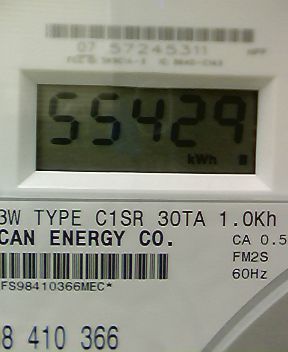 07 57245311
55429
kWh
3W TYPE C1SR 30TA 1.0Kh
CAN ENERGY CO.
CA 0.5
FM2S
60Hz
FS98410366MEC*
8 410 366